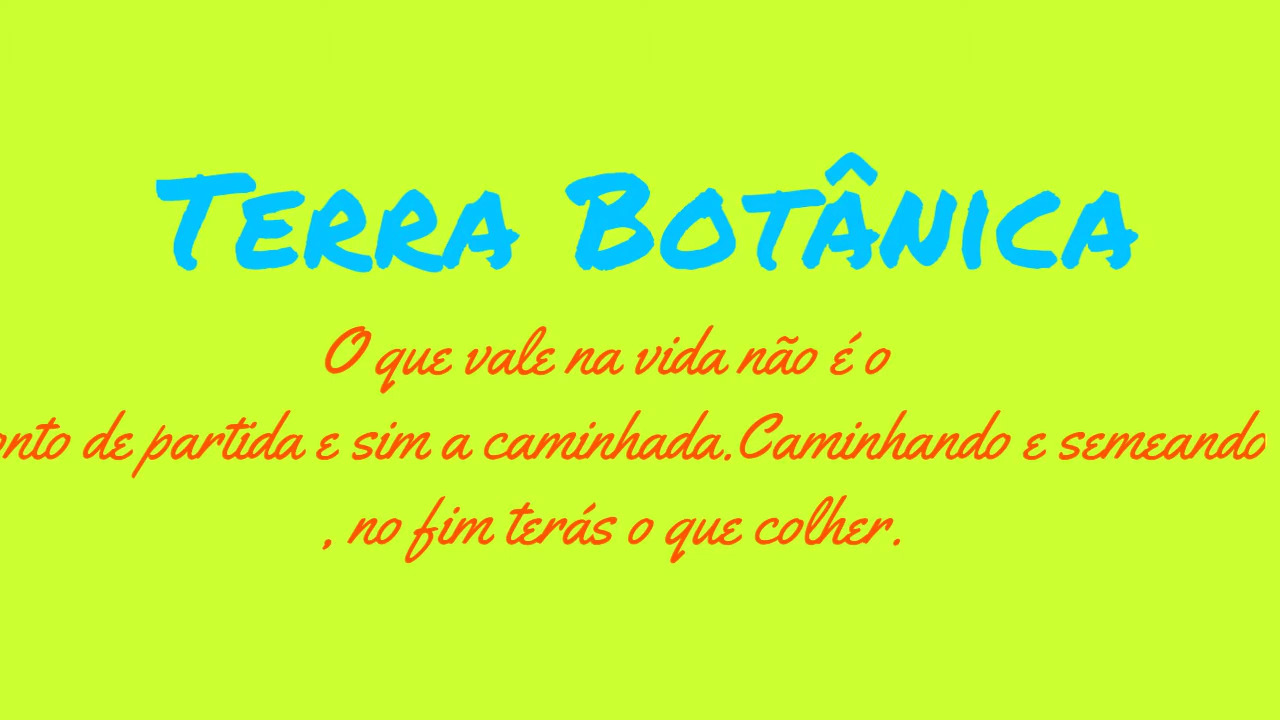 Terra Botânica
O que vale na vida não é o
onto de partida e sim a caminhada.Caminhando e semeando
, no fim terás o que colher.